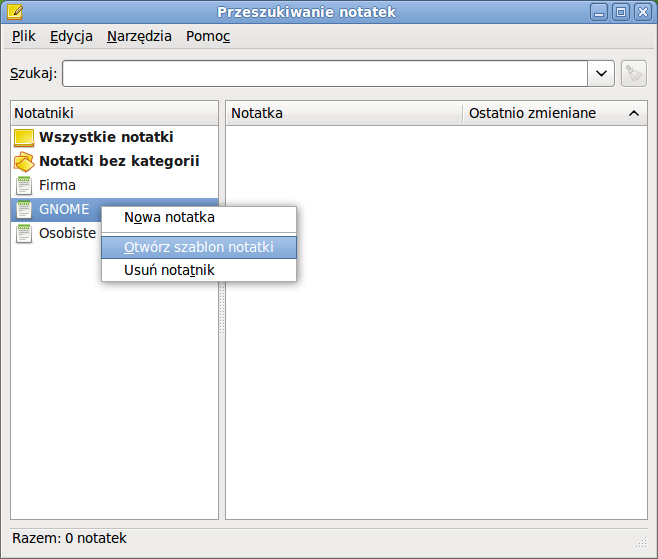 Przeszukiwanie notatek
Plik Edycja Narzędzia Pomoc
Szukaj:
Notatniki
Notatka
Ostatnio zmieniane
Wszystkie notatki
Notatki bez kategorii
Firma
GNOME
Osobiste
Nowa notatka
Otwórz szablon notatki
Usuń notatnik
Razem: 0 notatek